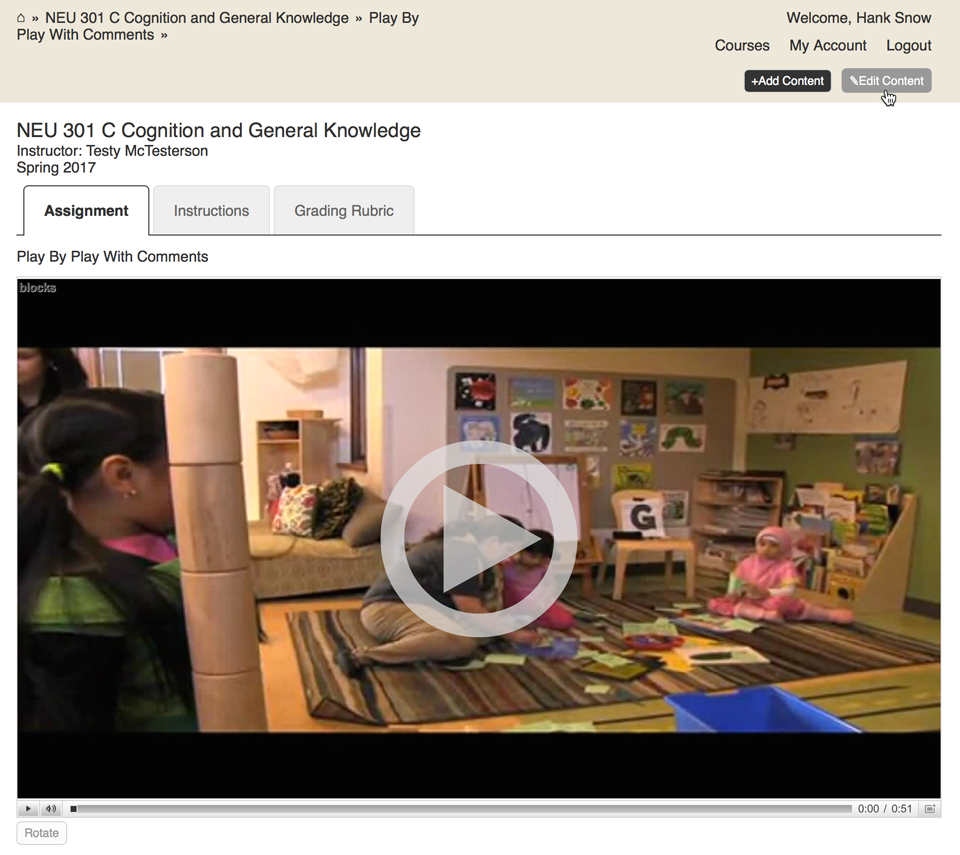 ⌂ » NEU 301 C Cognition and General Knowledge » Play By
Play With Comments »
Welcome, Hank Snow
Courses My Account Logout
+Add Content ✎Edit Content
NEU 301 C Cognition and General Knowledge
Instructor: Testy McTesterson
Spring 2017
Assignment Instructions Grading Rubric
Play By Play With Comments
blocks
G
0:00 / 0:51
Rotate